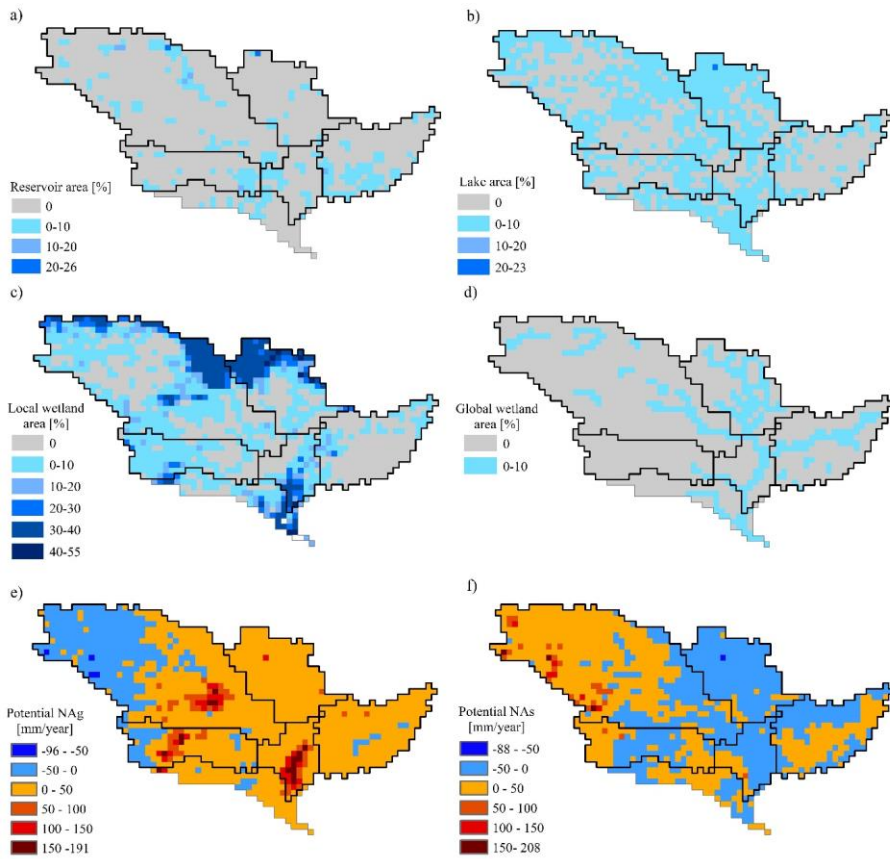 a)
Reservoir area [%]
0
0-10
10-20
20-26
b)
Lake area [%]
0
0-10
10-20
20-23
c)
Local wetland
area [%]
0
0-10
10-20
20-30
30-40
40-55
d)
Global wetland
area [%]
0
0-10
e)
Potential NAg
[mm/year]
-96 - -50
-50 - 0
0 - 50
50 - 100
100 - 150
150 -191
f)
Potential NAs
[mm/year]
-88 - -50
-50 - 0
0 - 50
50 - 100
100 - 150
150- 208